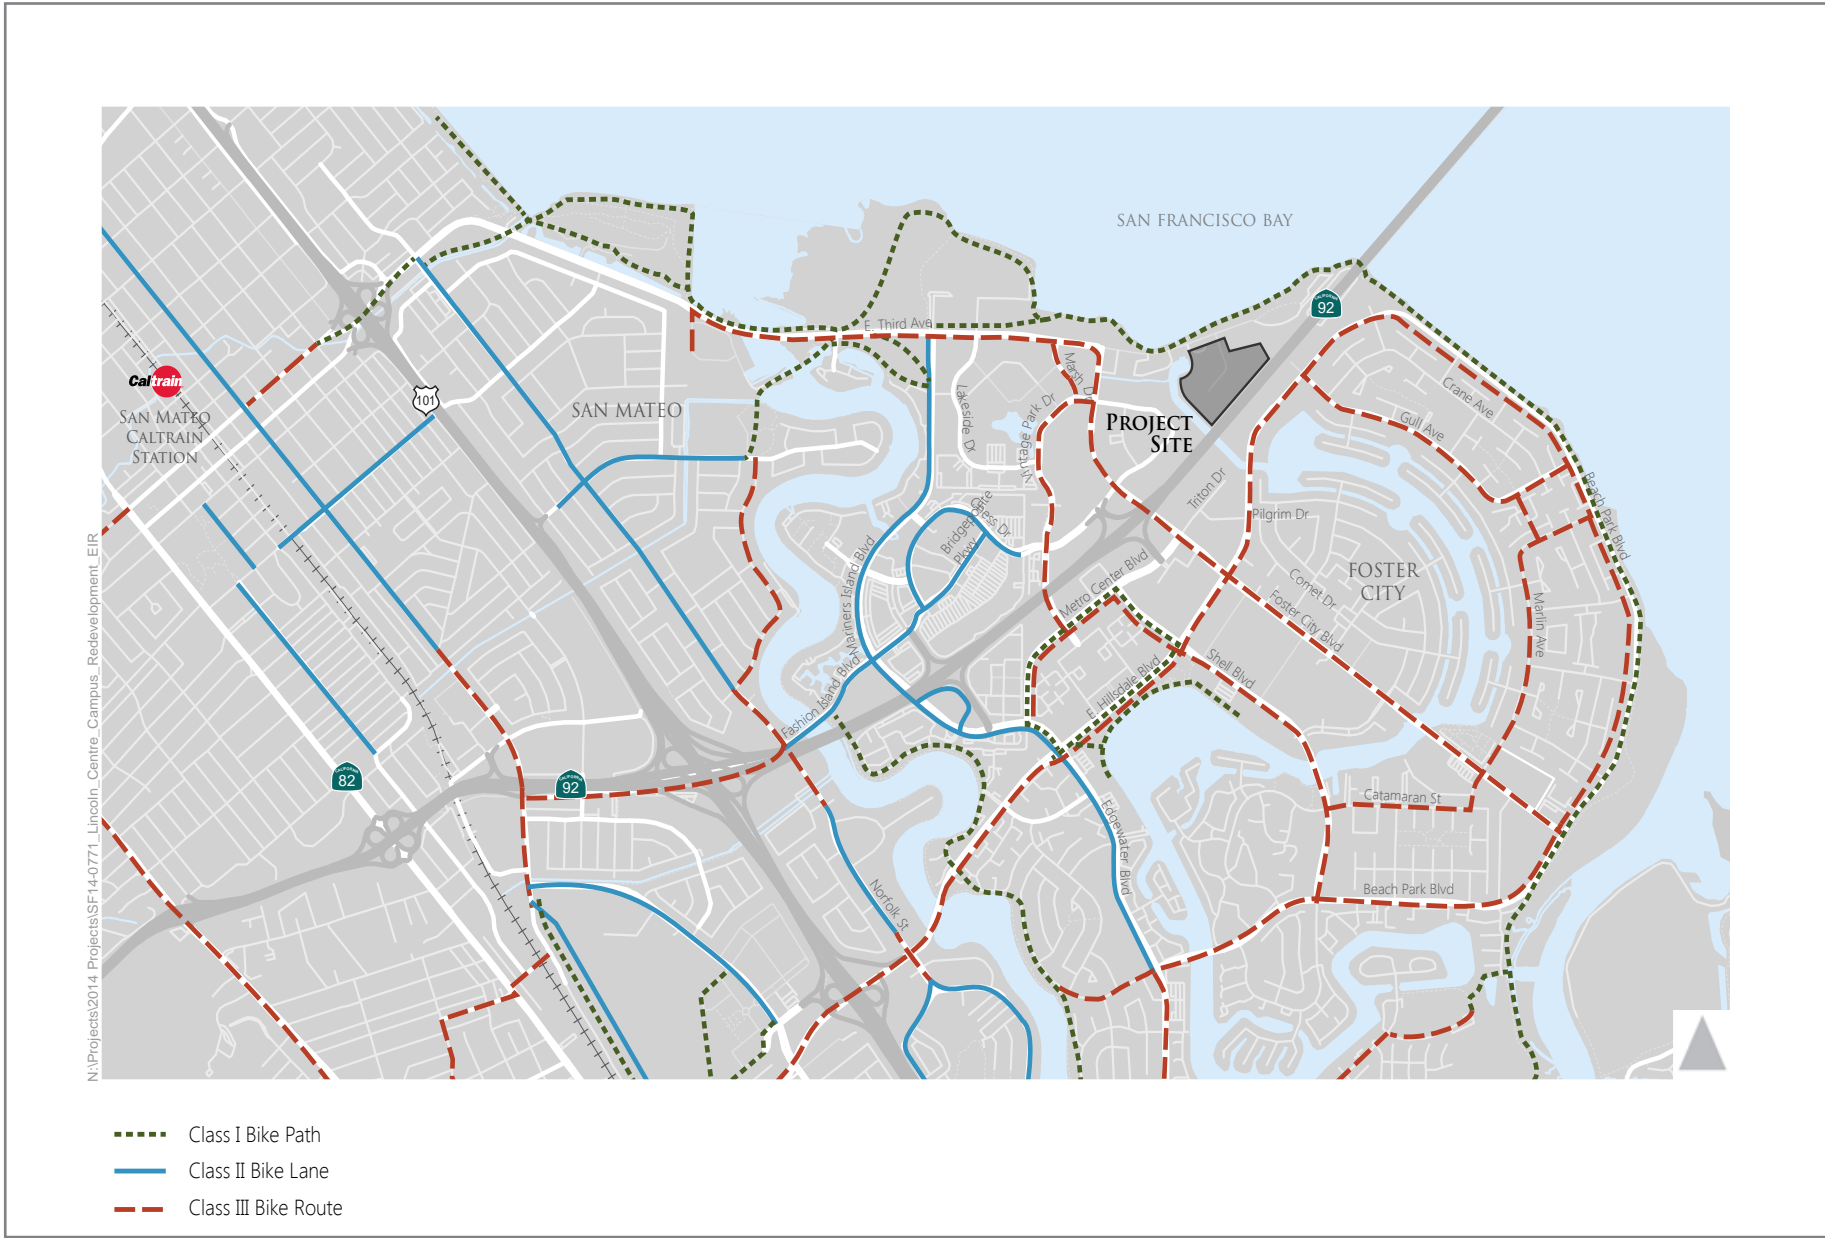 SAN FRANCISCO BAY
CALIFORNIA
92
E. Third Ave
Caltrain
SAN MATEO
CALTRAIN
STATION
101
SAN MATEO
Marsh Dr
Lakeside Dr
Vintage Park Dr
PROJECT
SITE
Crane Ave
Gull Ave
Beach Park Blvd
Triton Dr
Pilgrim Dr
Bridgepointe
Pkwy
Chess Dr
Mariners Island Blvd
Metro Center Blvd
FOSTER
CITY
Comet Dr
Foster City Blvd
Marlin Ave
Fashion Island Blvd
E. Hillsdale Blvd
Shell Blvd
CALIFORNIA
82
CALIFORNIA
92
Catamaran St
Edgewater Blvd
Norfolk St
Beach Park Blvd
N:\Projects\2014 Projects\SF14-0771_Lincoln_Centre_Campus_Redevelopment_EIR
Class I Bike Path
Class II Bike Lane
Class III Bike Route